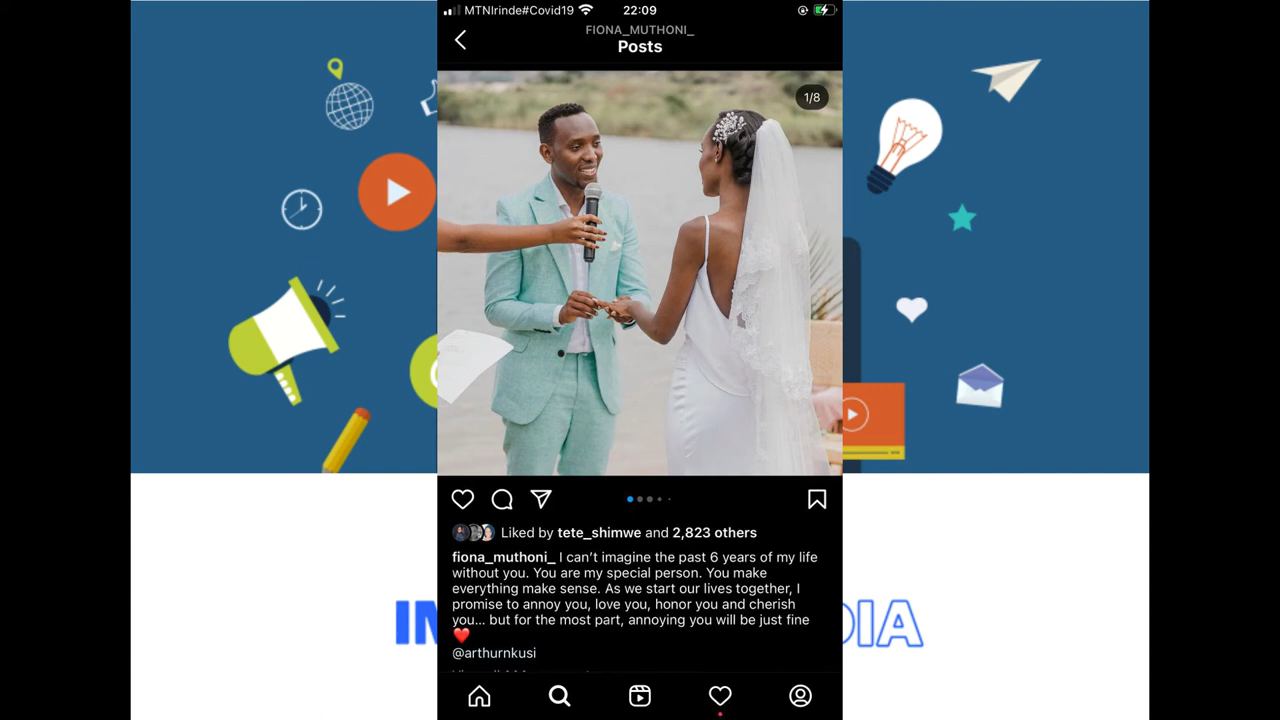 MTNIrinde#Covid19
22:09
FIONA_MUTHONI_
Posts
1/8
Liked by tete_shimwe and 2,823 others
fiona_muthoni_ I can't imagine the past 6 years of my life
without you. You are my special person. You make
everything make sense. As we start our lives together, I
promise to annoy you, love you, honor you and cherish
you... but for the most part, annoying you will be just fine
❤️
@arthurnkusi
IM
DIA